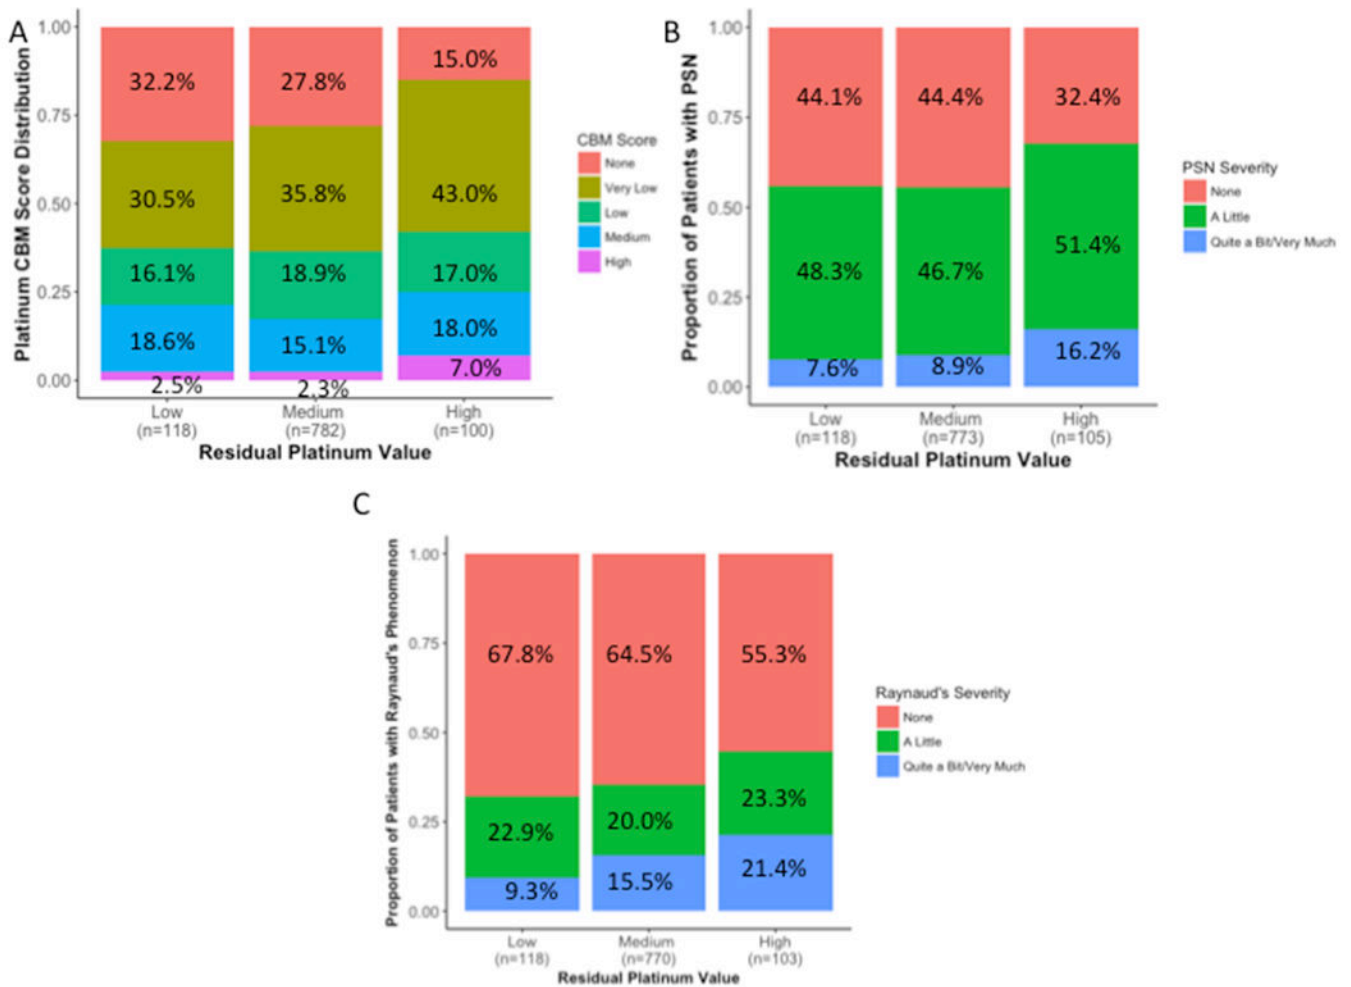 A
Platinum CBM Score Distribution
1.00
0.75
0.50
0.25
0.00
32.2%
27.8%
15.0%
30.5%
35.8%
43.0%
16.1%
18.9%
17.0%
18.6%
15.1%
18.0%
2.5%
2.3%
7.0%
Low
(n=118)
Medium
(n=782)
High
(n=100)
Residual Platinum Value
CBM Score
None
Very Low
Low
Medium
High
B
Proportion of Patients with PSN
1.00
0.75
0.50
0.25
0.00
44.1%
44.4%
32.4%
48.3%
46.7%
51.4%
7.6%
8.9%
16.2%
Low
(n=118)
Medium
(n=773)
High
(n=105)
Residual Platinum Value
PSN Severity
None
A Little
Quite a Bit/Very Much
C
Proportion of Patients with Raynaud's Phenomenon
1.00
0.75
0.50
0.25
0.00
67.8%
64.5%
55.3%
22.9%
20.0%
23.3%
9.3%
15.5%
21.4%
Low
(n=118)
Medium
(n=770)
High
(n=103)
Residual Platinum Value
Raynaud's Severity
None
A Little
Quite a Bit/Very Much